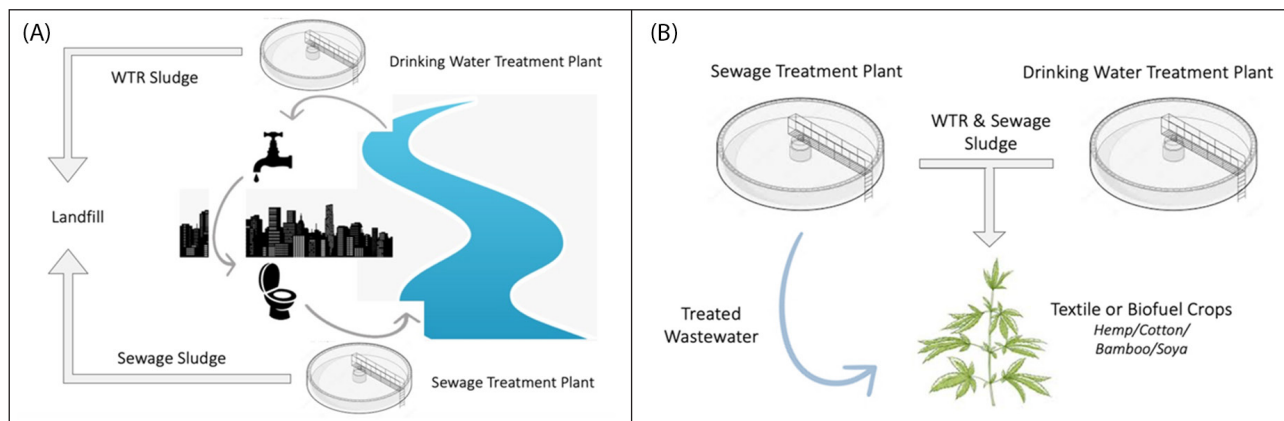 (A)
WTR Sludge
Drinking Water Treatment Plant
Landfill
Sewage Sludge
Sewage Treatment Plant
(B)
Sewage Treatment Plant
Drinking Water Treatment Plant
WTR & Sewage
Sludge
Treated
Wastewater
Textile or Biofuel Crops
Hemp/Cotton/
Bamboo/Soya